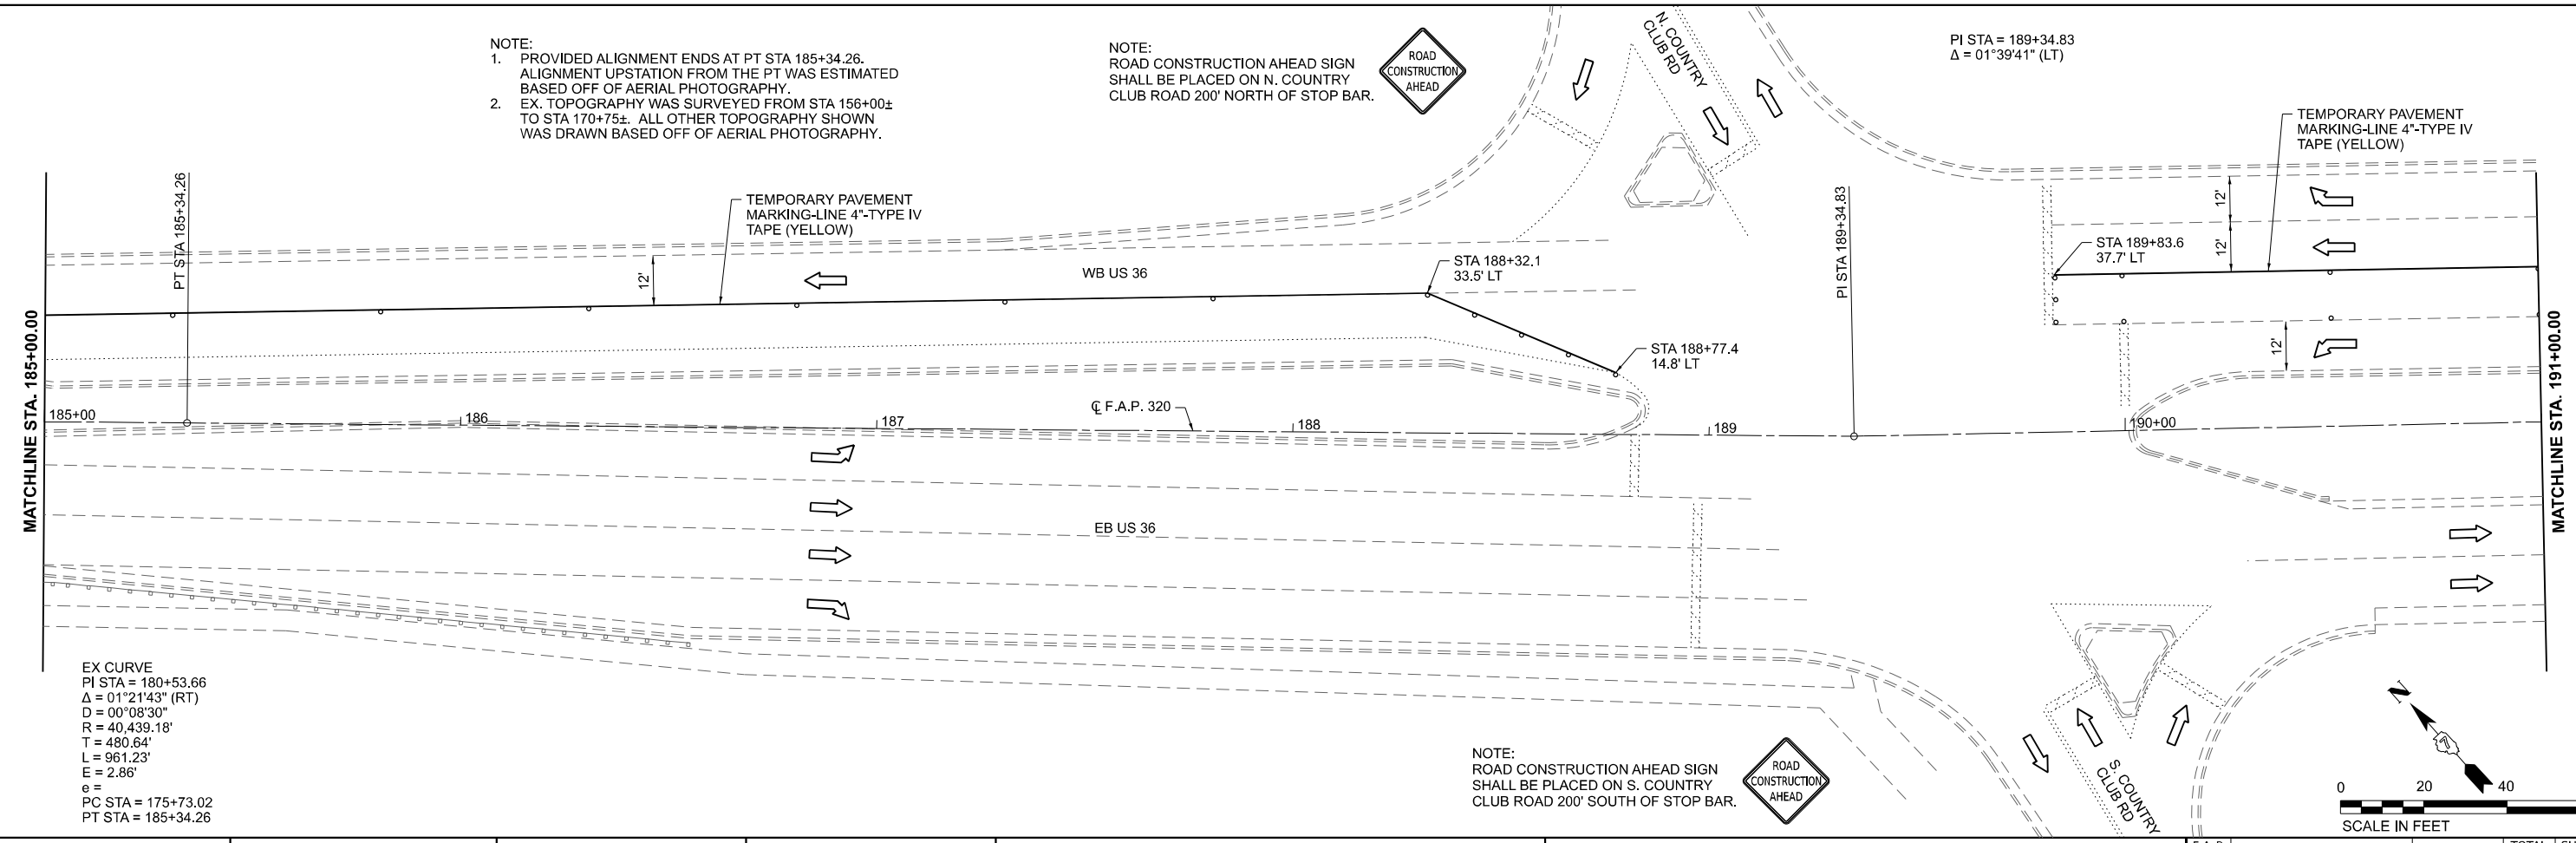 NOTE:
1. PROVIDED ALIGNMENT ENDS AT PT STA 185+34.26.
ALIGNMENT UPSTATION FROM THE PT WAS ESTIMATED
BASED OFF OF AERIAL PHOTOGRAPHY.
2. EX. TOPOGRAPHY WAS SURVEYED FROM STA 156+00±
TO STA 170+75±. ALL OTHER TOPOGRAPHY SHOWN
WAS DRAWN BASED OFF OF AERIAL PHOTOGRAPHY.
NOTE:
ROAD CONSTRUCTION AHEAD SIGN
SHALL BE PLACED ON N. COUNTRY
CLUB ROAD 200' NORTH OF STOP BAR.
ROAD
CONSTRUCTION
AHEAD
N. COUNTRY
CLUB RD
PI STA = 189+34.83
Δ = 01°39'41" (LT)
TEMPORARY PAVEMENT
MARKING-LINE 4"-TYPE IV
TAPE (YELLOW)
PT STA 185+34.26
TEMPORARY PAVEMENT
MARKING-LINE 4"-TYPE IV
TAPE (YELLOW)
12'
WB US 36
STA 188+32.1
33.5' LT
PI STA 189+34.83
STA 189+83.6
37.7' LT
12'
12'
12'
STA 188+77.4
14.8' LT
MATCHLINE STA. 185+00.00
MATCHLINE STA. 191+00.00
185+00
186
187
℄ F.A.P. 320
188
189
190+00
EB US 36
EX CURVE
PI STA = 180+53.66
Δ = 01°21'43" (RT)
D = 00°08'30"
R = 40,439.18'
T = 480.64'
L = 961.23'
E = 2.86'
e =
PC STA = 175+73.02
PT STA = 185+34.26
NOTE:
ROAD CONSTRUCTION AHEAD SIGN
SHALL BE PLACED ON S. COUNTRY
CLUB ROAD 200' SOUTH OF STOP BAR.
ROAD
CONSTRUCTION
AHEAD
S. COUNTRY
CLUB RD
N
0 20 40
SCALE IN FEET